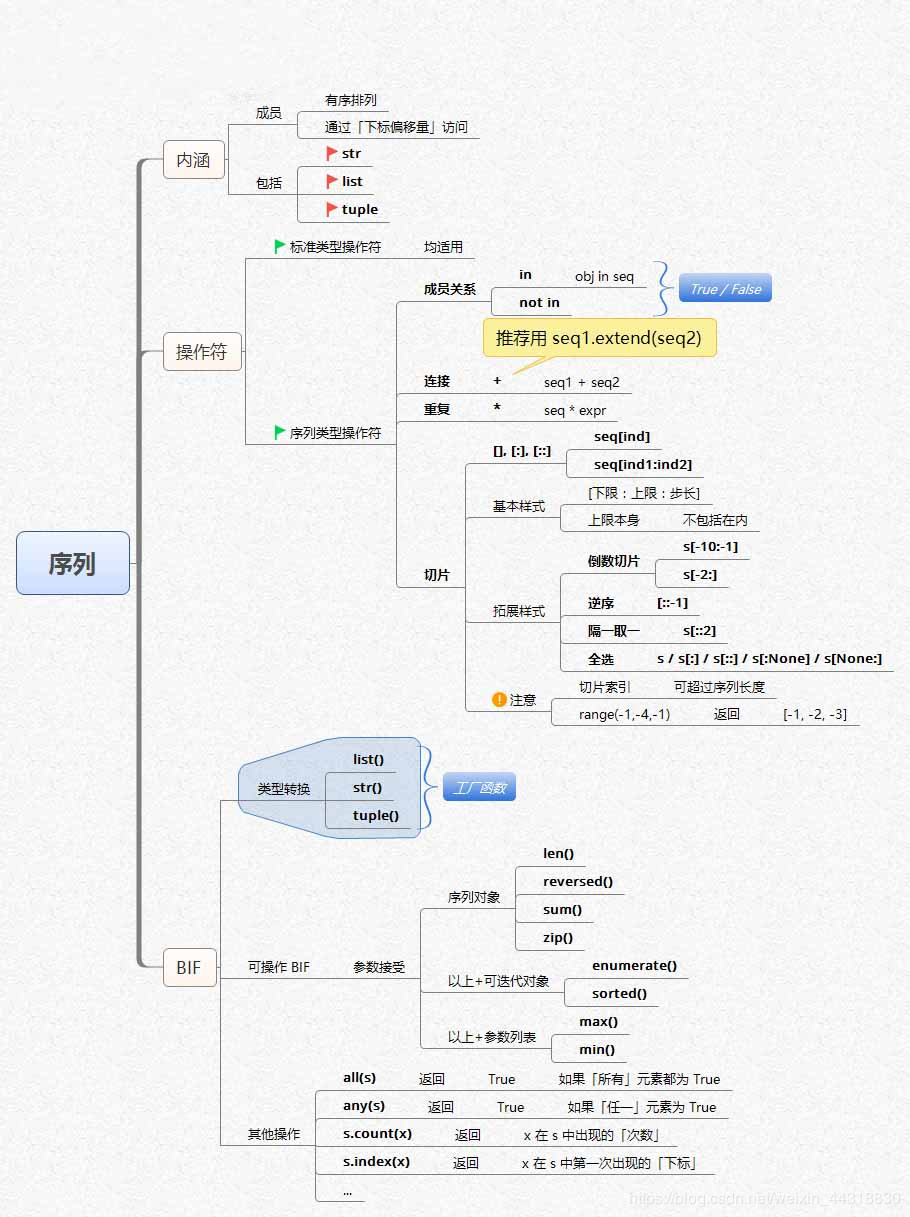 有序排列
成员
通过「下标偏移量」访问
内涵
str
包括
list
tuple
标准类型操作符 均适用
in obj in seq
成员关系
True / False
not in
推荐用 seq1.extend(seq2)
操作符
连接 + seq1 + seq2
重复 * seq * expr
序列类型操作符
seq[ind]
[], [:], [::]
seq[ind1:ind2]
[下限：上限：步长]
基本样式
上限本身 不包括在内
s[-10:-1]
倒数切片
序列
切片
s[-2:]
逆序 [::-1]
拓展样式
隔一取一 s[::2]
全选 s / s[:] / s[::] / s[:None] / s[None:]
切片索引 可超过序列长度
注意
range(-1,-4,-1) 返回 [-1, -2, -3]
list()
类型转换
str()
工厂函数
tuple()
len()
reversed()
序列对象
sum()
zip()
BIF
可操作 BIF 参数接受
enumerate()
以上+可迭代对象
sorted()
max()
以上+参数列表
min()
all(s) 返回 True 如果「所有」元素都为 True
any(s) 返回 True 如果「任一」元素为 True
其他操作
s.count(x) 返回 x 在 s 中出现的「次数」
s.index(x) 返回 x 在 s 中第一次出现的「下标」
...
https://blog.csdn.net/weixin_44318830